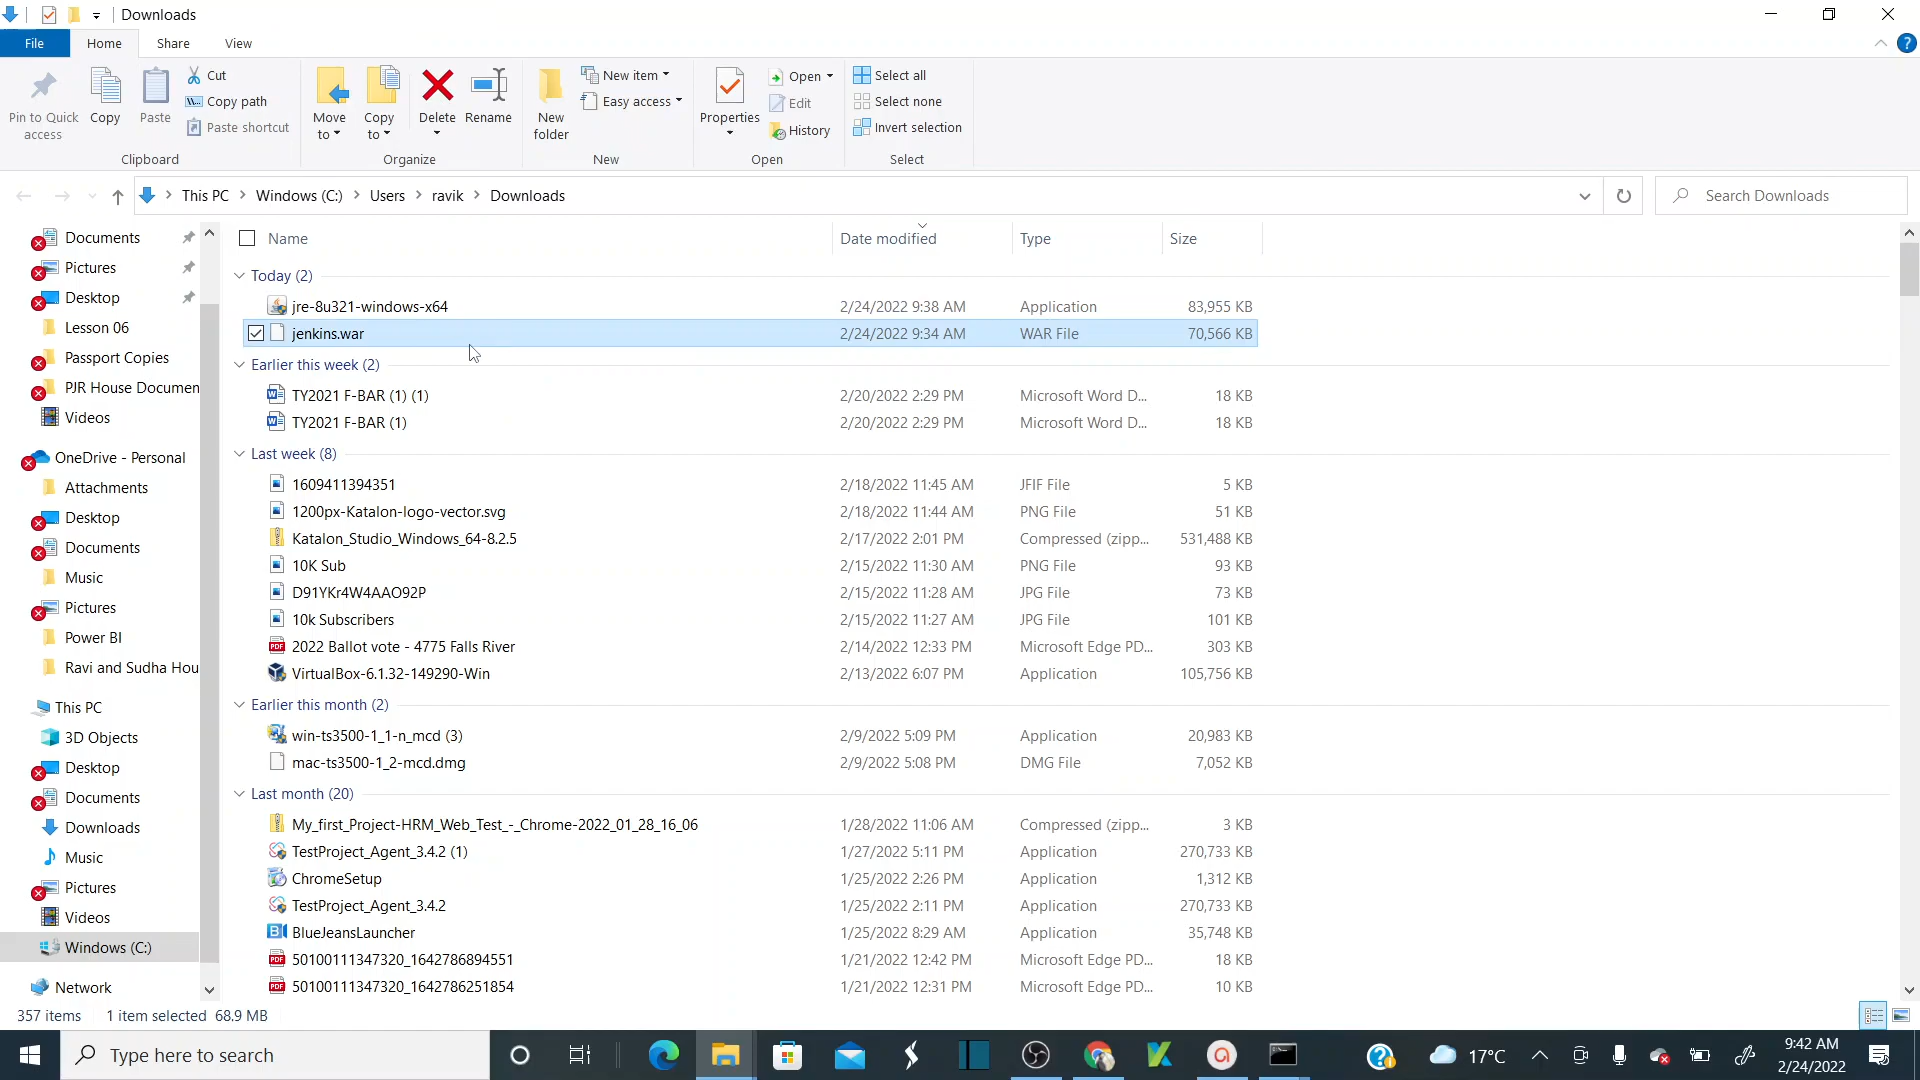 Downloads
File Home Share View
Pin to Quick access
Copy
Paste
Cut
Copy path
Paste shortcut
Clipboard
Move to
Copy to
Delete
Rename
Organize
New folder
New item
Easy access
New
Properties
Open
Edit
History
Open
Select all
Select none
Invert selection
Select
This PC Windows (C:) Users ravik Downloads
Search Downloads
Documents
Pictures
Desktop
Lesson 06
Passport Copies
PJR House Documen
Videos
OneDrive - Personal
Attachments
Desktop
Documents
Music
Pictures
Power BI
Ravi and Sudha Hou
This PC
3D Objects
Desktop
Documents
Downloads
Music
Pictures
Videos
Windows (C:)
Network
Name Date modified Type Size
Today (2)
jre-8u321-windows-x64 2/24/2022 9:38 AM Application 83,955 KB
jenkins.war 2/24/2022 9:34 AM WAR File 70,566 KB
Earlier this week (2)
TY2021 F-BAR (1) (1) 2/20/2022 2:29 PM Microsoft Word D... 18 KB
TY2021 F-BAR (1) 2/20/2022 2:29 PM Microsoft Word D... 18 KB
Last week (8)
1609411394351 2/18/2022 11:45 AM JFIF File 5 KB
1200px-Katalon-logo-vector.svg 2/18/2022 11:44 AM PNG File 51 KB
Katalon_Studio_Windows_64-8.2.5 2/17/2022 2:01 PM Compressed (zipp... 531,488 KB
10K Sub 2/15/2022 11:30 AM PNG File 93 KB
D91YKr4W4AAO92P 2/15/2022 11:28 AM JPG File 73 KB
10k Subscribers 2/15/2022 11:27 AM JPG File 101 KB
2022 Ballot vote - 4775 Falls River 2/14/2022 12:33 PM Microsoft Edge PD... 303 KB
VirtualBox-6.1.32-149290-Win 2/13/2022 6:07 PM Application 105,756 KB
Earlier this month (2)
win-ts3500-1_1-n_mcd (3) 2/9/2022 5:09 PM Application 20,983 KB
mac-ts3500-1_2-mcd.dmg 2/9/2022 5:08 PM DMG File 7,052 KB
Last month (20)
My_first_Project-HRM_Web_Test_-_Chrome-2022_01_28_16_06 1/28/2022 11:06 AM Compressed (zipp... 3 KB
TestProject_Agent_3.4.2 (1) 1/27/2022 5:11 PM Application 270,733 KB
ChromeSetup 1/25/2022 2:26 PM Application 1,312 KB
TestProject_Agent_3.4.2 1/25/2022 2:11 PM Application 270,733 KB
BlueJeansLauncher 1/25/2022 8:29 AM Application 35,748 KB
50100111347320_1642786894551 1/21/2022 12:42 PM Microsoft Edge PD... 18 KB
50100111347320_1642786251854 1/21/2022 12:31 PM Microsoft Edge PD... 10 KB
357 items 1 item selected 68.9 MB
Type here to search
17°C
9:42 AM
2/24/2022